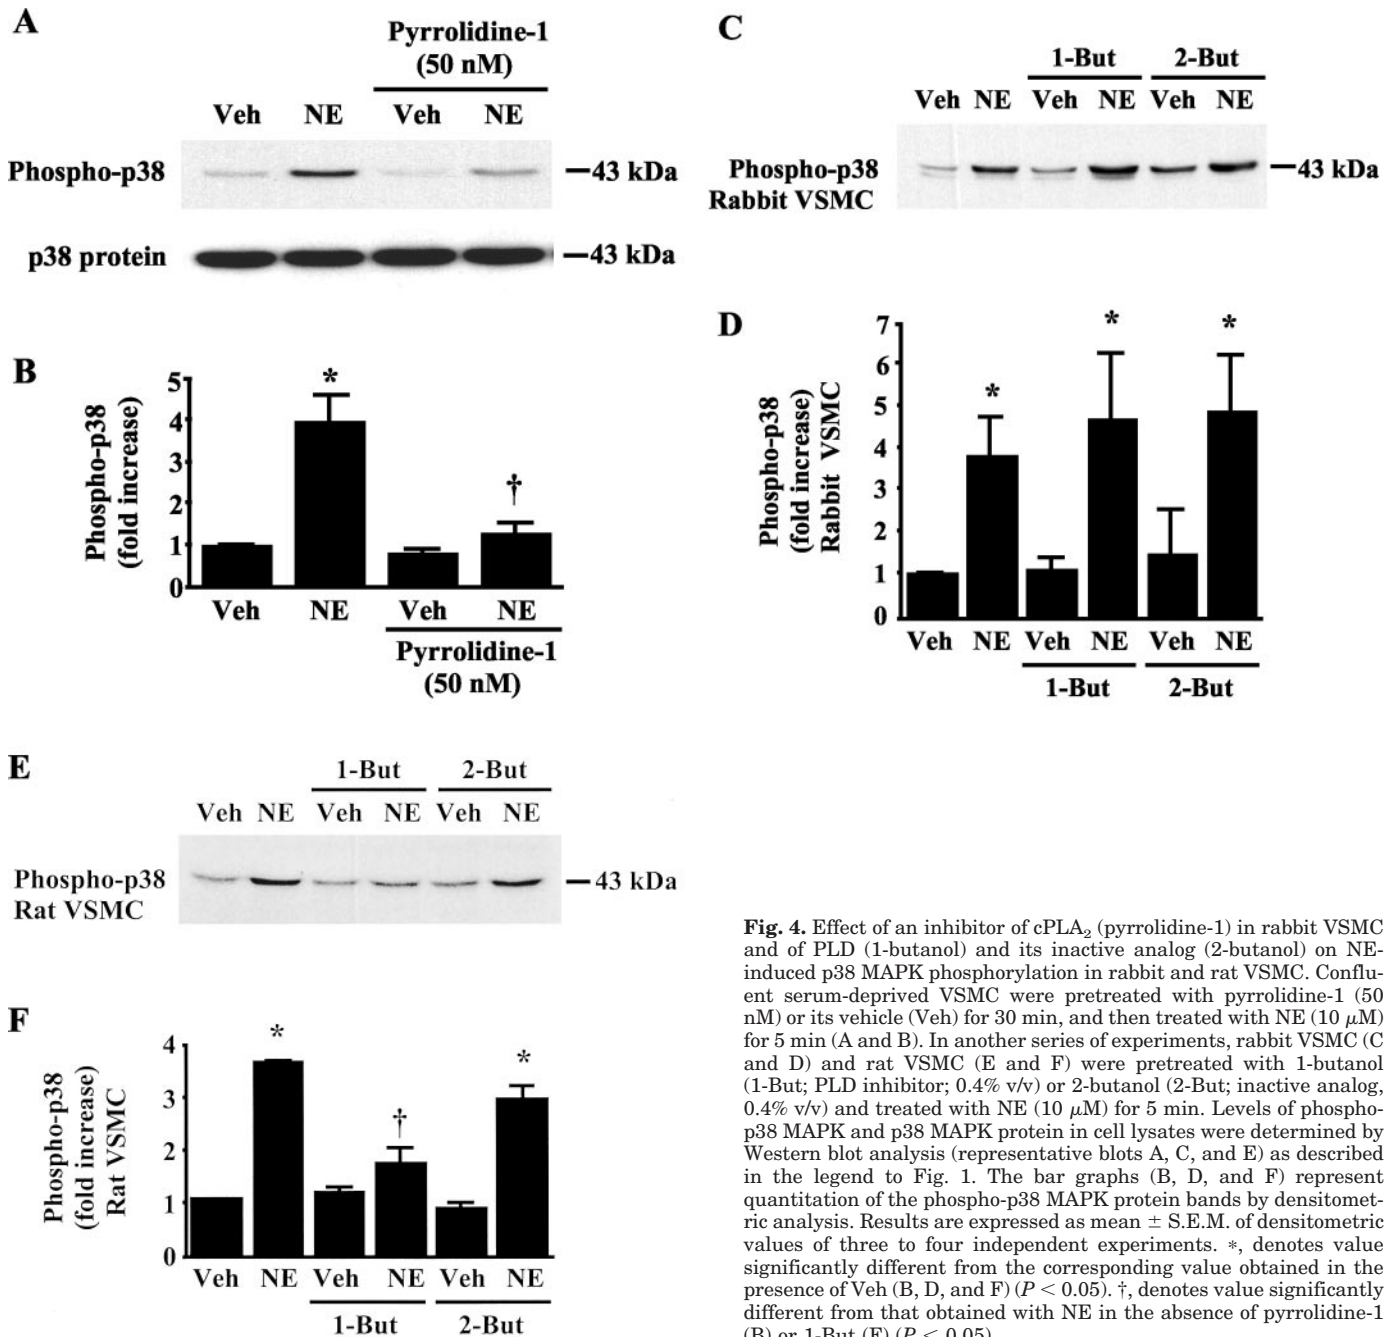 A
Pyrrolidine-1
(50 nM)
Veh NE Veh NE
Phospho-p38
43 kDa
p38 protein
43 kDa
B
Phospho-p38
(fold increase)
5
4
3
2
1
0
*
†
Veh NE Veh NE
Pyrrolidine-1
(50 nM)
C
1-But 2-But
Veh NE Veh NE Veh NE
Phospho-p38
Rabbit VSMC
43 kDa
D
Phospho-p38
(fold increase)
Rabbit VSMC
7
6
5
4
3
2
1
0
* * *
Veh NE Veh NE Veh NE
1-But 2-But
E
1-But 2-But
Veh NE Veh NE Veh NE
Phospho-p38
Rat VSMC
43 kDa
F
Phospho-p38
(fold increase)
Rat VSMC
4
3
2
1
0
* † *
Veh NE Veh NE Veh NE
1-But 2-But
Fig. 4. Effect of an inhibitor of cPLA₂ (pyrrolidine-1) in rabbit VSMC
and of PLD (1-butanol) and its inactive analog (2-butanol) on NE-
induced p38 MAPK phosphorylation in rabbit and rat VSMC. Conflu-
ent serum-deprived VSMC were pretreated with pyrrolidine-1 (50
nM) or its vehicle (Veh) for 30 min, and then treated with NE (10 μM)
for 5 min (A and B). In another series of experiments, rabbit VSMC (C
and D) and rat VSMC (E and F) were pretreated with 1-butanol
(1-But; PLD inhibitor; 0.4% v/v) or 2-butanol (2-But; inactive analog,
0.4% v/v) and treated with NE (10 μM) for 5 min. Levels of phospho-
p38 MAPK and p38 MAPK protein in cell lysates were determined by
Western blot analysis (representative blots A, C, and E) as described
in the legend to Fig. 1. The bar graphs (B, D, and F) represent
quantitation of the phospho-p38 MAPK protein bands by densitomet-
ric analysis. Results are expressed as mean ± S.E.M. of densitometric
values of three to four independent experiments. *, denotes value
significantly different from the corresponding value obtained in the
presence of Veh (B, D, and F) (P < 0.05). †, denotes value significantly
different from that obtained with NE in the absence of pyrrolidine-1
(B) or 1-But (F) (P < 0.05).